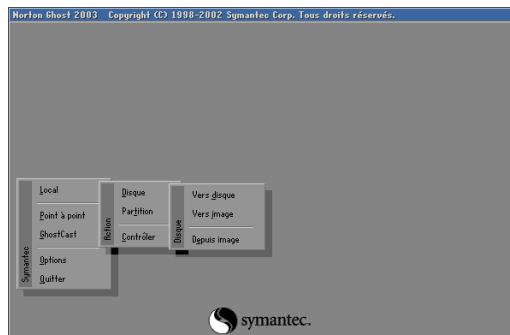 Norton Ghost 2003 Copyright (C) 1998-2002 Symantec Corp. Tous droits réservés.
Local
Point à point
GhostCast
Options
Quitter
Symantec
Disque
Partition
Contrôler
Action
Vers disque
Vers image
Depuis image
Disque
symantec.